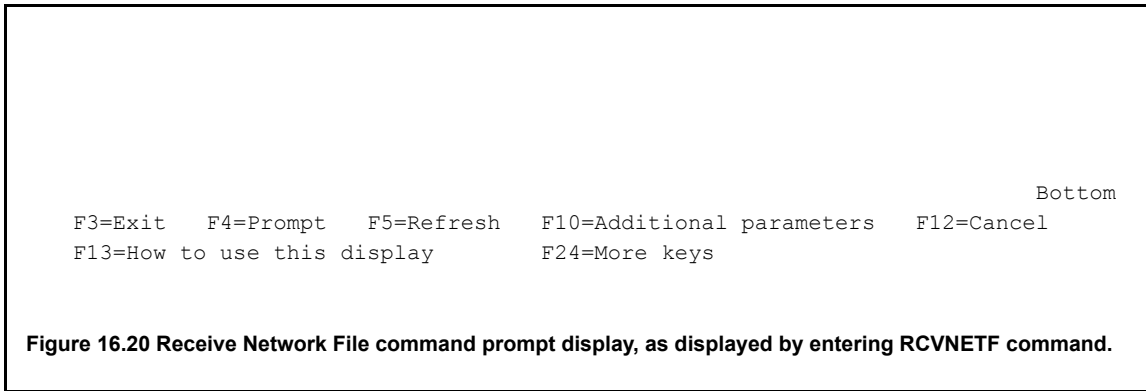 Bottom
F3=Exit F4=Prompt F5=Refresh F10=Additional parameters F12=Cancel
F13=How to use this display F24=More keys
Figure 16.20 Receive Network File command prompt display, as displayed by entering RCVNETF command.